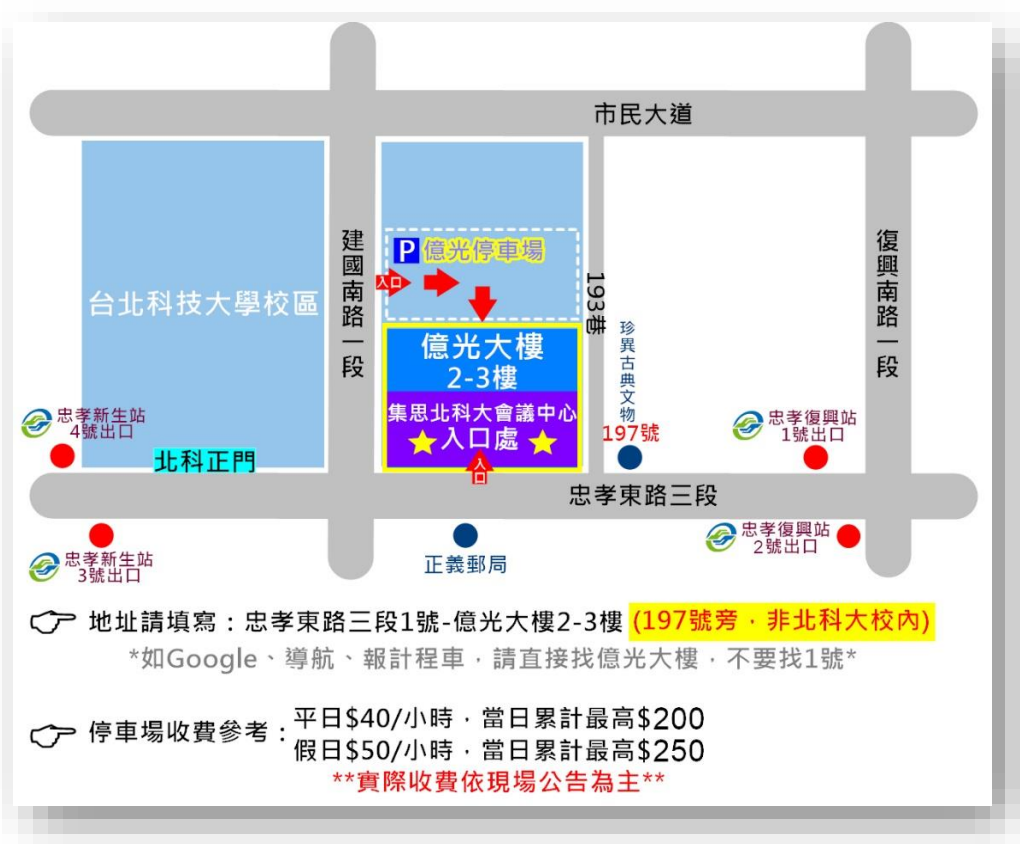 市民大道
建國南路一段
復興南路一段
P 億光停車場
入口
193巷
台北科技大學校區
億光大樓
2-3樓
珍異古典文物
197號
集思北科大會議中心
入口處
入口
忠孝新生站
4號出口
忠孝復興站
1號出口
北科正門
忠孝東路三段
忠孝新生站
3號出口
正義郵局
忠孝復興站
2號出口
地址請填寫：忠孝東路三段1號-億光大樓2-3樓 (197號旁，非北科大校內)
*如Google、導航、報計程車，請直接找億光大樓，不要找1號*
停車場收費參考：平日$40/小時，當日累計最高$200
假日$50/小時，當日累計最高$250
**實際收費依現場公告為主**